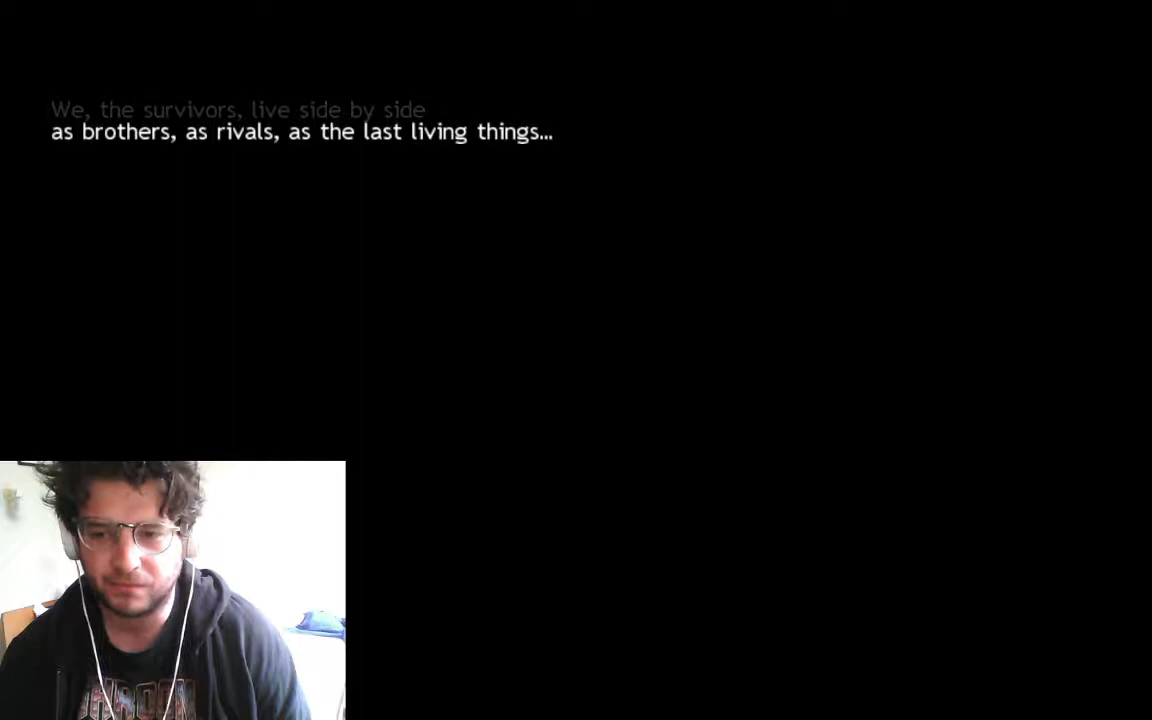 We, the survivors, live side by side
as brothers, as rivals, as the last living things...